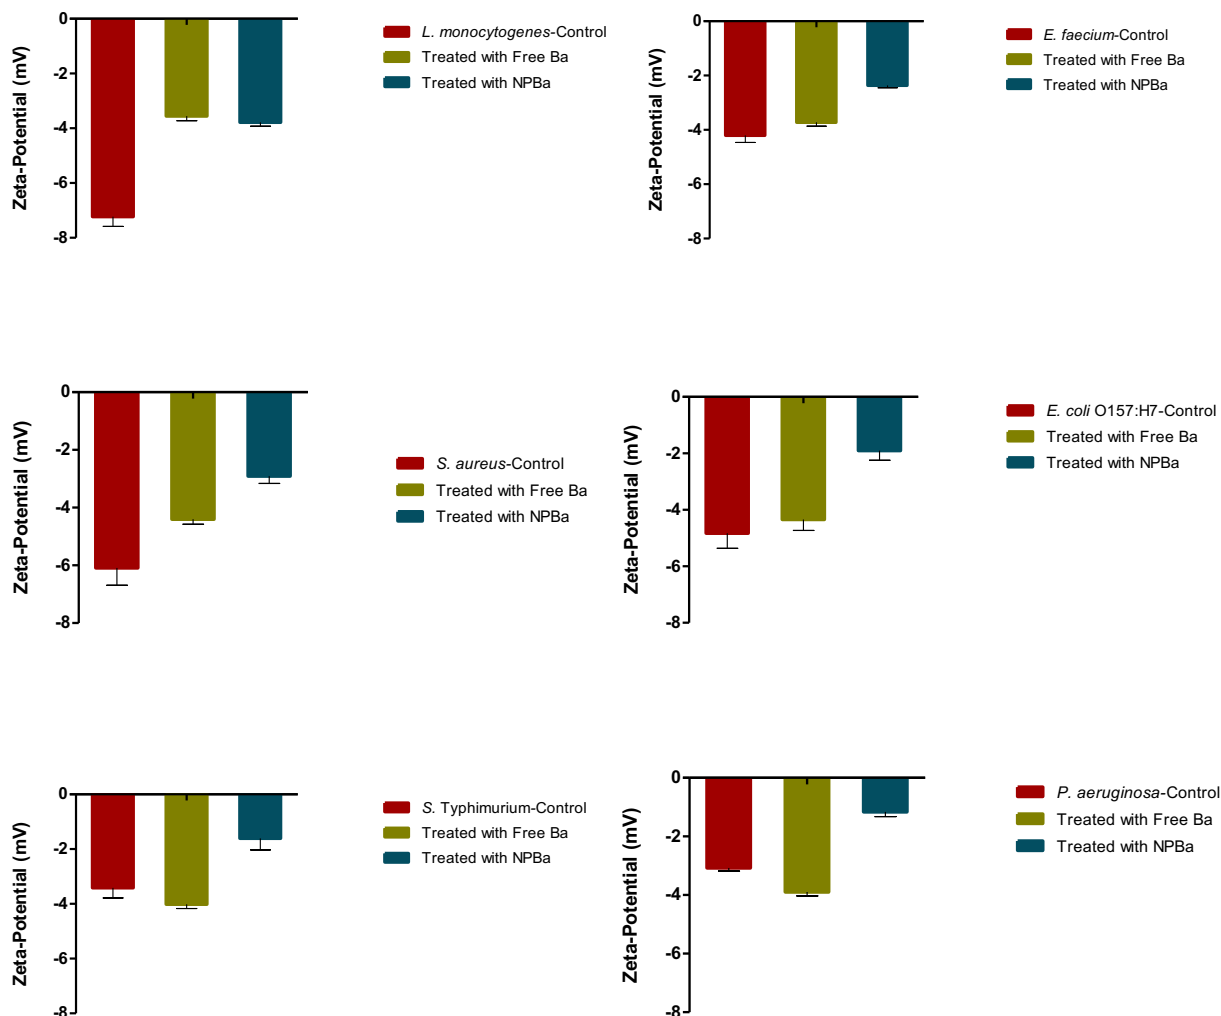 Zeta-Potential (mV)
0
-2
-4
-6
-8
L. monocytogenes-Control
Treated with Free Ba
Treated with NPBa
Zeta-Potential (mV)
0
-2
-4
-6
-8
E. faecium-Control
Treated with Free Ba
Treated with NPBa
Zeta-Potential (mV)
0
-2
-4
-6
-8
S. aureus-Control
Treated with Free Ba
Treated with NPBa
Zeta-Potential (mV)
0
-2
-4
-6
-8
E. coli O157:H7-Control
Treated with Free Ba
Treated with NPBa
Zeta-Potential (mV)
0
-2
-4
-6
-8
S. Typhimurium-Control
Treated with Free Ba
Treated with NPBa
Zeta-Potential (mV)
0
-2
-4
-6
-8
P. aeruginosa-Control
Treated with Free Ba
Treated with NPBa